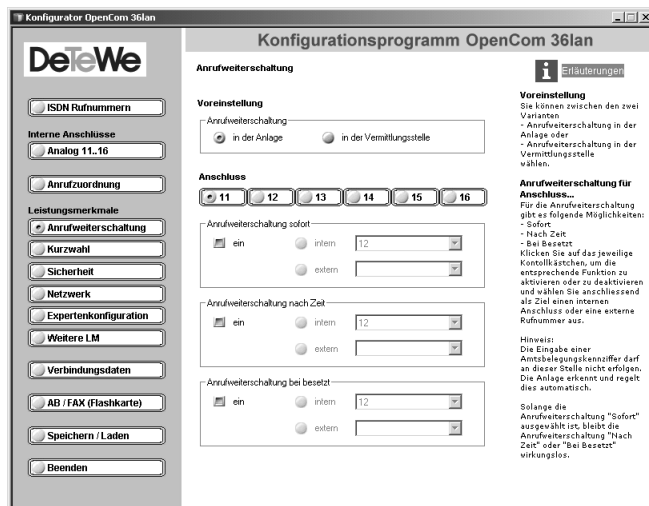 Konfigurator OpenCom 36lan
DeTeWe
Konfigurationsprogramm OpenCom 36lan
ISDN Rufnummern
Interne Anschlüsse
Analog 11..16
Anrufzuordnung
Leistungsmerkmale
Anrufweiterschaltung
Kurzwahl
Sicherheit
Netzwerk
Expertenkonfiguration
Weitere LM
Verbindungsdaten
AB / FAX (Flashkarte)
Speichern / Laden
Beenden
Anrufweiterschaltung
Voreinstellung
Anrufweiterschaltung
in der Anlage
in der Vermittlungsstelle
Anschluss
11
12
13
14
15
16
Anrufweiterschaltung sofort
ein
intern
12
extern
Anrufweiterschaltung nach Zeit
ein
intern
12
extern
Anrufweiterschaltung bei besetzt
ein
intern
12
extern
i
Erläuterungen
Voreinstellung
Sie können zwischen den zwei
Varianten
- Anrufweiterschaltung in der
Anlage oder
- Anrufweiterschaltung in der
Vermittlungsstelle
wählen.
Anrufweiterschaltung für
Anschluss...
Für die Anrufweiterschaltung
gibt es folgende Möglichkeiten:
- Sofort
- Nach Zeit
- Bei Besetzt
Klicken Sie auf das jeweilige
Kontollkästchen, um die
entsprechende Funktion zu
aktivieren oder zu deaktivieren
und wählen Sie anschliessend
als Ziel einen internen
Anschluss oder eine externe
Rufnummer aus.
Hinweis:
Die Eingabe einer
Amtsbelegungskennziffer darf
an dieser Stelle nicht erfolgen.
Die Anlage erkennt und regelt
dies automatisch.
Solange die
Anrufweiterschaltung "Sofort"
ausgewählt ist, bleibt die
Anrufweiterschaltung "Nach
Zeit" oder "Bei Besetzt"
wirkungslos.